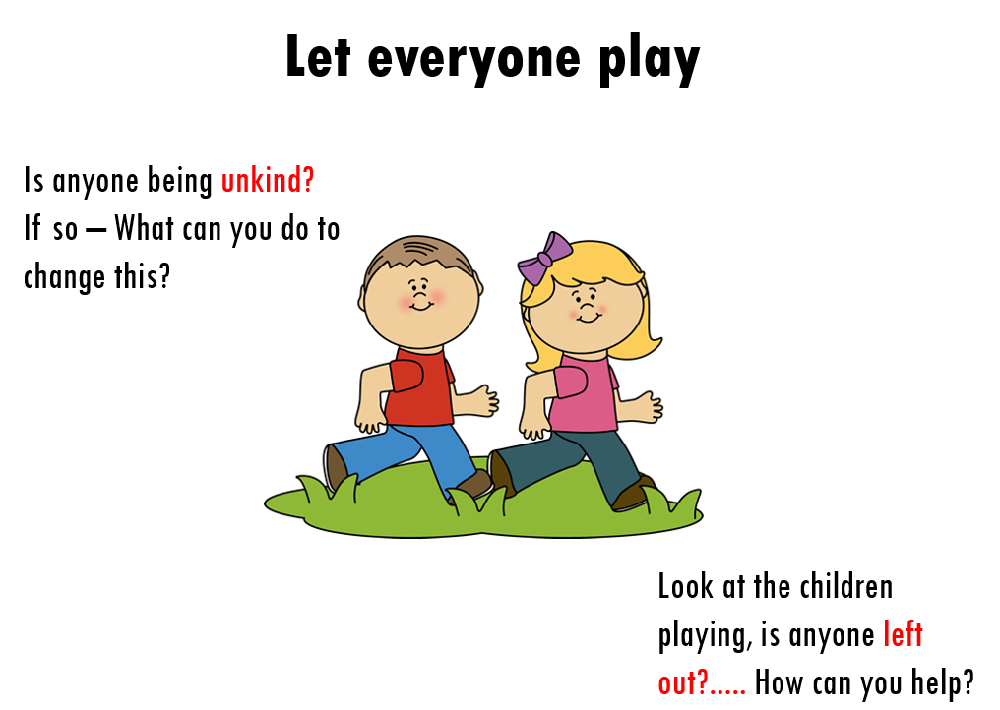 Let everyone play
Is anyone being unkind?
If so – What can you do to
change this?
Look at the children
playing, is anyone left
out?..... How can you help?